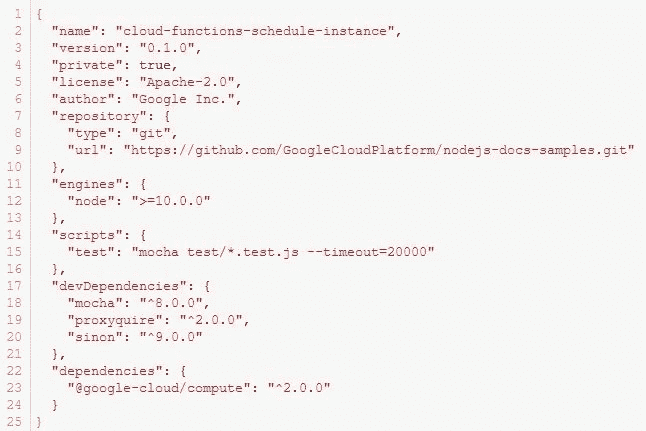 1 {
2   "name": "cloud-functions-schedule-instance",
3   "version": "0.1.0",
4   "private": true,
5   "license": "Apache-2.0",
6   "author": "Google Inc.",
7   "repository": {
8     "type": "git",
9     "url": "https://github.com/GoogleCloudPlatform/nodejs-docs-samples.git"
10   },
11   "engines": {
12     "node": ">=10.0.0"
13   },
14   "scripts": {
15     "test": "mocha test/*.test.js --timeout=20000"
16   },
17   "devDependencies": {
18     "mocha": "^8.0.0",
19     "proxyquire": "^2.0.0",
20     "sinon": "^9.0.0"
21   },
22   "dependencies": {
23     "@google-cloud/compute": "^2.0.0"
24   }
25 }